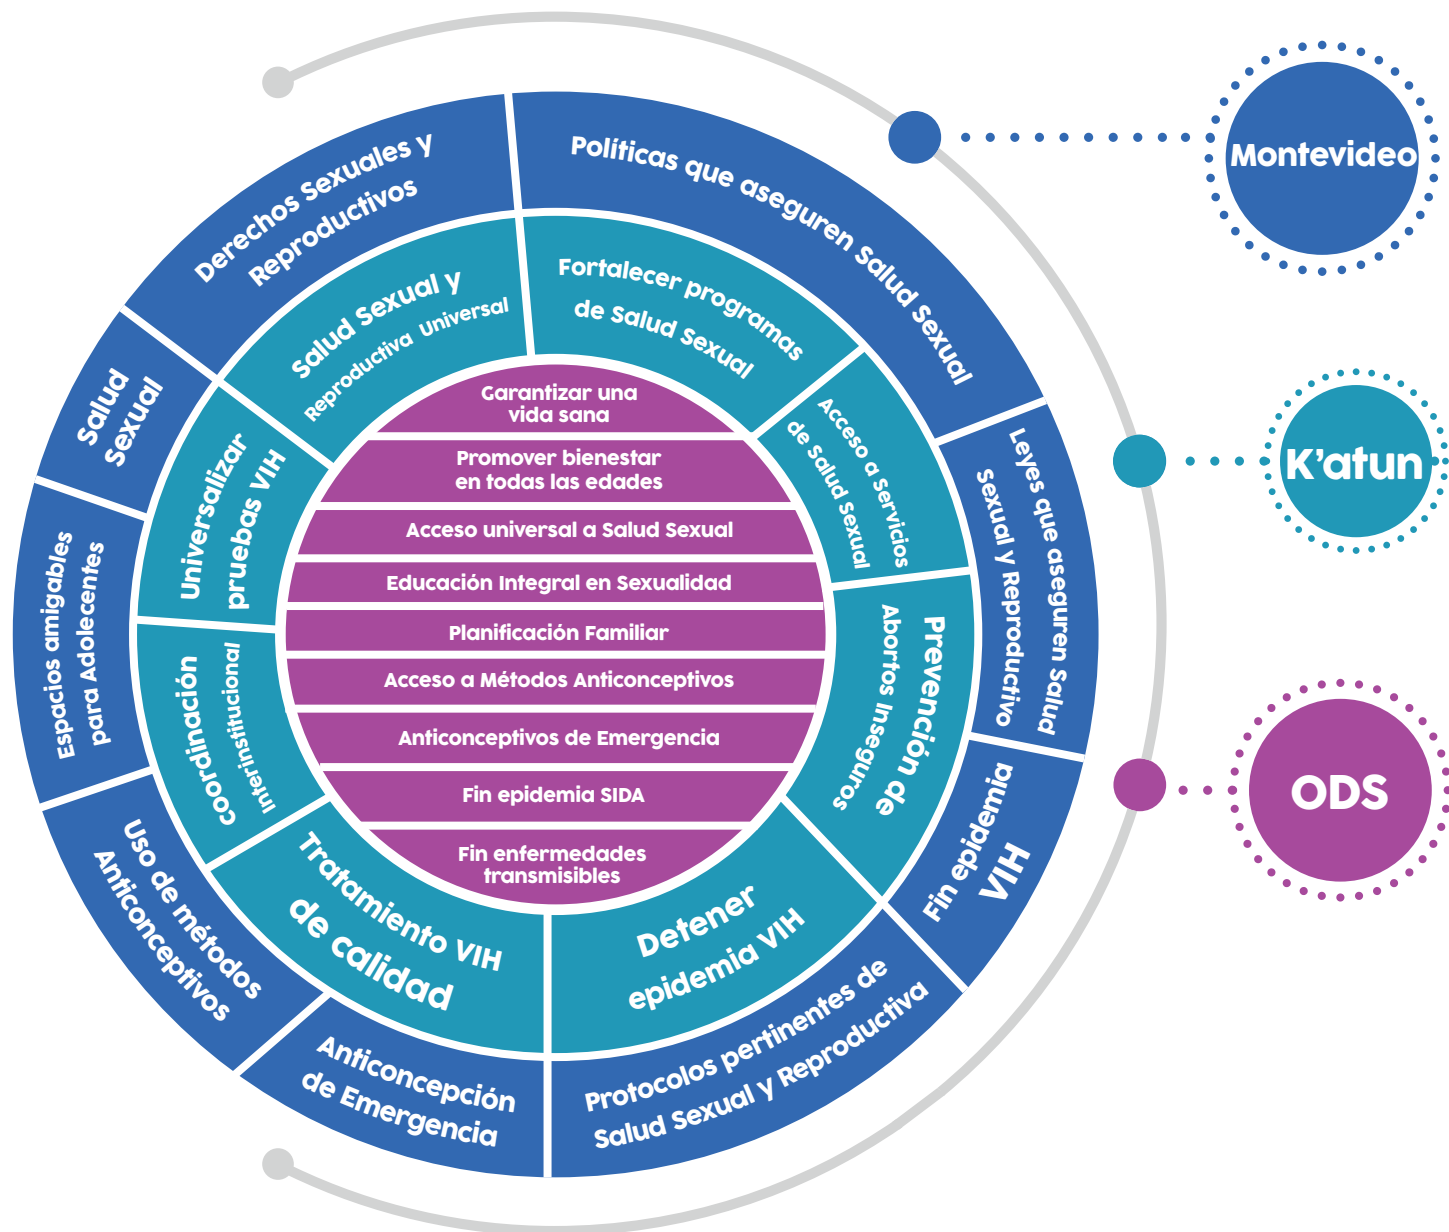 Derechos Sexuales y
Reproductivos
Políticas que aseguren Salud Sexual
Leyes que aseguren Salud
Sexual y Reproductivo
Fin epidemia
VIH
Protocolos pertinentes de
Salud Sexual y Reproductiva
Anticoncepción
de Emergencia
Uso de métodos
Anticonceptivos
Espacios amigables
para Adolecentes
Salud
Sexual
Salud Sexual y
Reproductiva Universal
Fortalecer programas
de Salud Sexual
Acceso a Servicios
de Salud Sexual
Prevención de
Abortos Inseguros
Detener
epidemia VIH
Tratamiento VIH
de calidad
coordinación
Interinstitucional
Universalizar
pruebas VIH
Garantizar una
vida sana
Promover bienestar
en todas las edades
Acceso universal a Salud Sexual
Educación Integral en Sexualidad
Planificación Familiar
Acceso a Métodos Anticonceptivos
Anticonceptivos de Emergencia
Fin epidemia SIDA
Fin enfermedades
transmisibles
Montevideo
K'atun
ODS